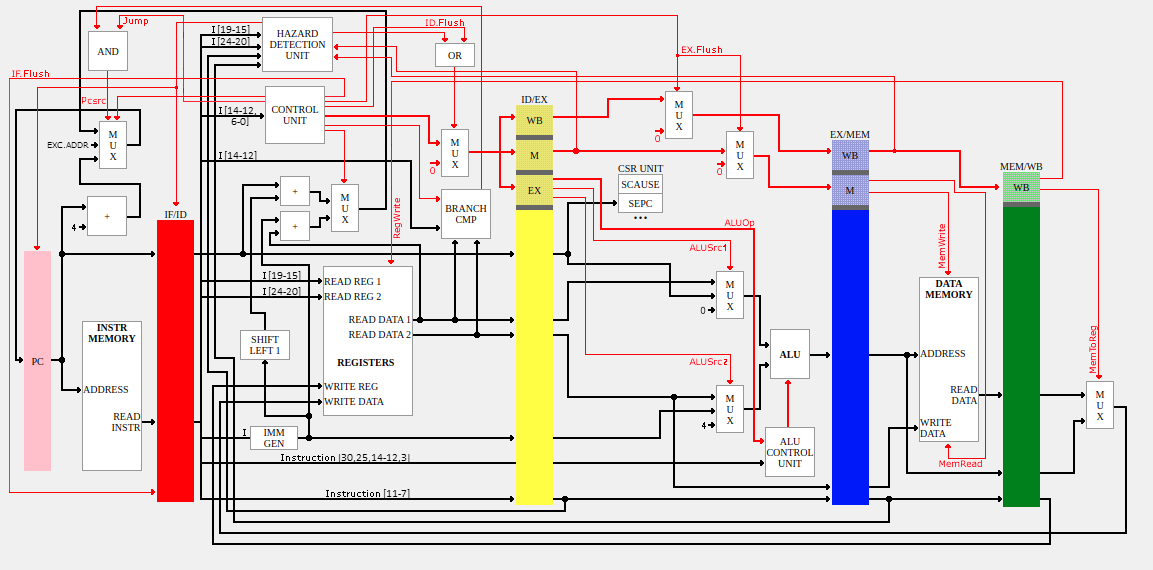 Jump
AND
IF.Flush
Pcsrc
M
U
X
EXC.ADDR
+
4
PC
INSTR
MEMORY
ADDRESS
READ
INSTR
IF/ID
I [19-15]
I [24-20]
HAZARD
DETECTION
UNIT
I [14-12,
6-0]
CONTROL
UNIT
I [14-12]
+
+
M
U
X
RegWrite
I [19-15]
I [24-20]
READ REG 1
READ REG 2
READ DATA 1
READ DATA 2
REGISTERS
WRITE REG
WRITE DATA
SHIFT
LEFT 1
I
IMM
GEN
Instruction [30,25,14-12,3]
Instruction [11-7]
ID.Flush
OR
0
M
U
X
BRANCH
CMP
ID/EX
WB
M
EX
EX.Flush
0
M
U
X
0
M
U
X
CSR UNIT
SCAUSE
SEPC
•••
ALUOp
ALUSrc1
M
U
X
0
ALU
ALUSrc2
M
U
X
4
ALU
CONTROL
UNIT
EX/MEM
WB
M
MemWrite
DATA
MEMORY
ADDRESS
READ
DATA
WRITE
DATA
MemRead
MEM/WB
WB
MemToReg
M
U
X